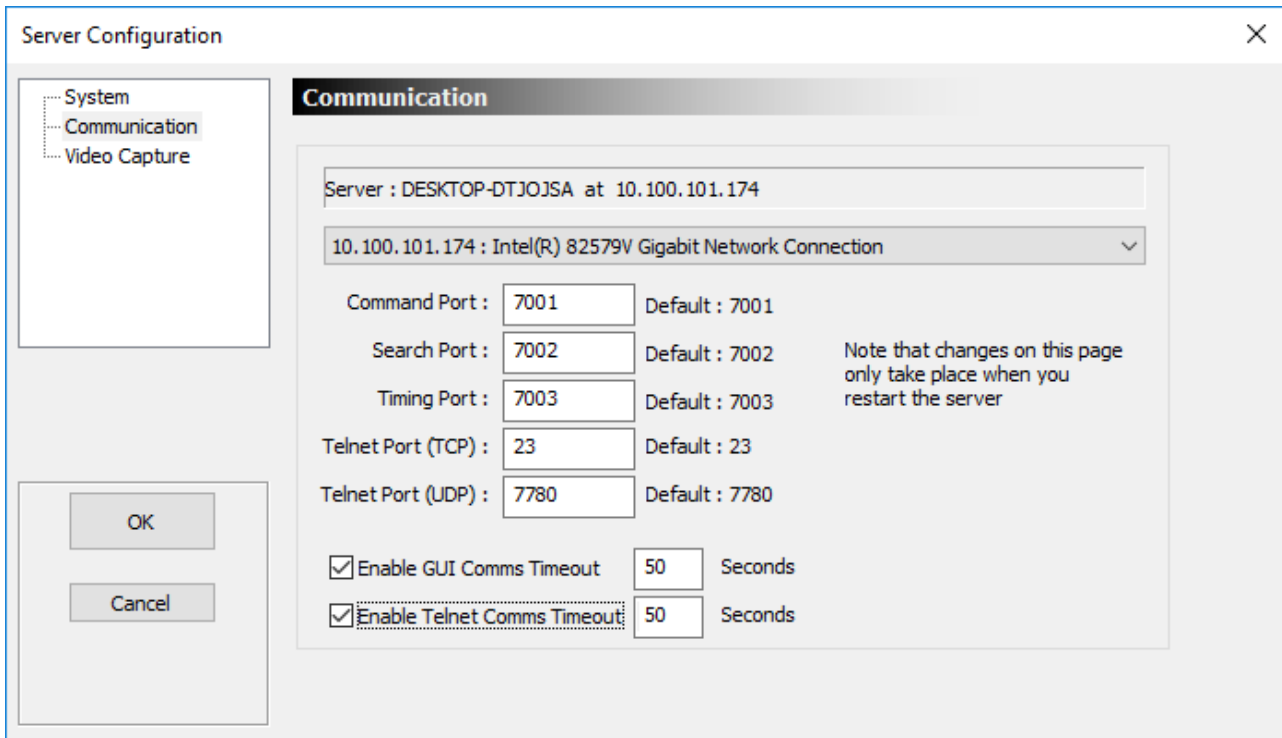 Server Configuration
System
Communication
Video Capture
OK
Cancel
Communication
Server : DESKTOP-DTJOJSA at 10.100.101.174
10.100.101.174 : Intel(R) 82579V Gigabit Network Connection
Command Port : 7001 Default : 7001
Search Port : 7002 Default : 7002
Timing Port : 7003 Default : 7003
Telnet Port (TCP) : 23 Default : 23
Telnet Port (UDP) : 7780 Default : 7780
Note that changes on this page
only take place when you
restart the server
Enable GUI Comms Timeout 50 Seconds
Enable Telnet Comms Timeout 50 Seconds